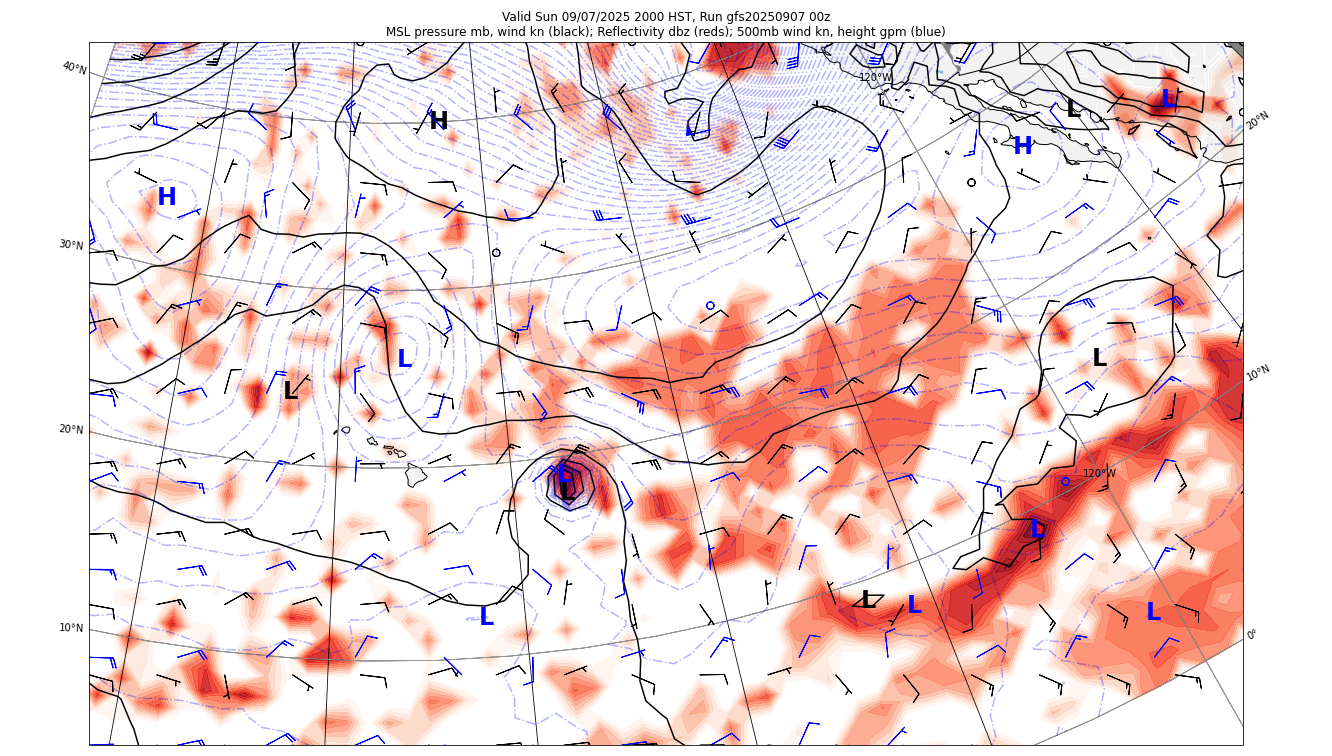 Valid Sun 09/07/2025 2000 HST, Run gfs20250907 00z
MSL pressure mb, wind kn (black); Reflectivity dbz (reds); 500mb wind kn, height gpm (blue)
40°N
120°W
20°N
L
L
H
L
H
H
30°N
L
L
L
10°N
20°N
L
L
120°W
L
L
L
L
L
10°N
0°